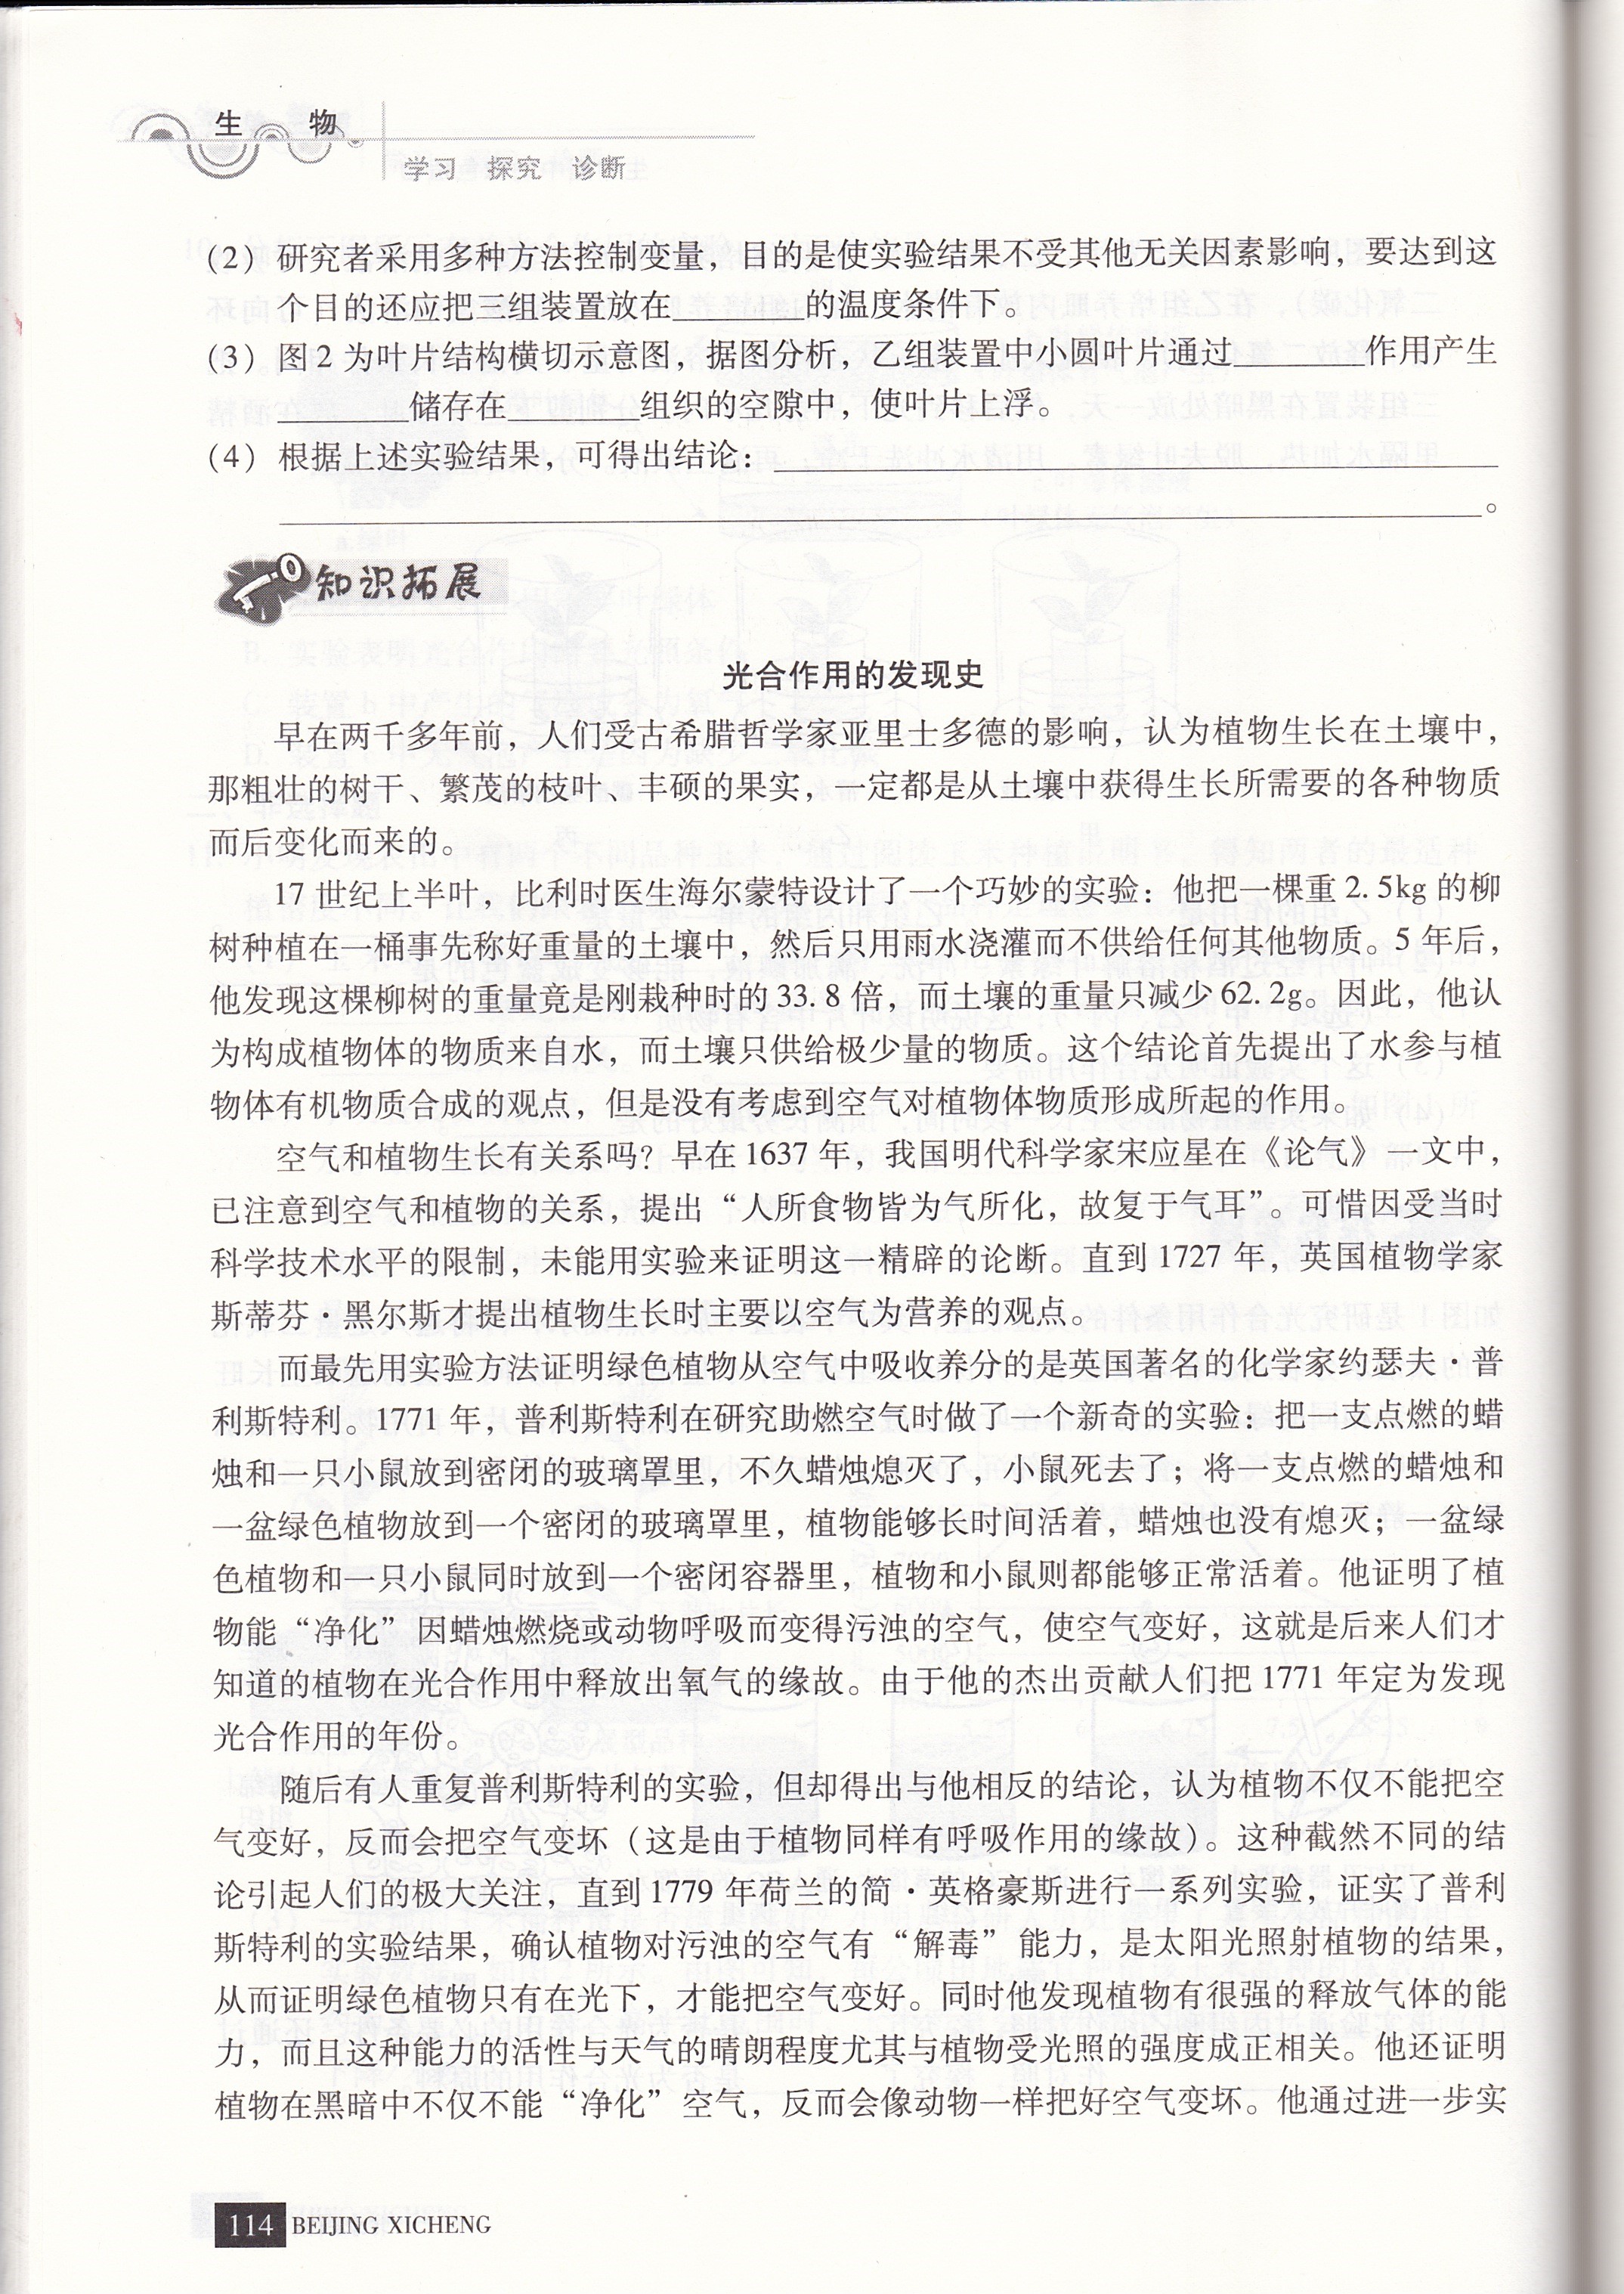 生 物
学习 探究 诊断
(2) 研究者采用多种方法控制变量，目的是使实验结果不受其他无关因素影响，要达到这
个目的还应把三组装置放在________的温度条件下。
(3) 图 2 为叶片结构横切示意图，据图分析，乙组装置中小圆叶片通过________作用产生
________储存在________组织的空隙中，使叶片上浮。
(4) 根据上述实验结果，可得出结论：________
________。
知识拓展
光合作用的发现史
早在两千多年前，人们受古希腊哲学家亚里士多德的影响，认为植物生长在土壤中，
那粗壮的树干、繁茂的枝叶、丰硕的果实，一定都是从土壤中获得生长所需要的各种物质
而后变化而来的。
17 世纪上半叶，比利时医生海尔蒙特设计了一个巧妙的实验：他把一棵重 2.5kg 的柳
树种植在一桶事先称好重量的土壤中，然后只用雨水浇灌而不供给任何其他物质。5 年后，
他发现这棵柳树的重量竟是刚栽种时的 33.8 倍，而土壤的重量只减少 62.2g。因此，他认
为构成植物体的物质来自水，而土壤只供给极少量的物质。这个结论首先提出了水参与植
物体有机物质合成的观点，但是没有考虑到空气对植物体物质形成所起的作用。
空气和植物生长有关系吗？早在 1637 年，我国明代科学家宋应星在《论气》一文中，
已注意到空气和植物的关系，提出“人所食物皆为气所化，故复于气耳”。可惜因受当时
科学技术水平的限制，未能用实验来证明这一精辟的论断。直到 1727 年，英国植物学家
斯蒂芬·黑尔斯才提出植物生长时主要以空气为营养的观点。
而最先用实验方法证明绿色植物从空气中吸收养分的是英国著名的化学家约瑟夫·普
利斯特利。1771 年，普利斯特利在研究助燃空气时做了一个新奇的实验：把一支点燃的蜡
烛和一只小鼠放到密闭的玻璃罩里，不久蜡烛熄灭了，小鼠死去了；将一支点燃的蜡烛和
一盆绿色植物放到一个密闭的玻璃罩里，植物能够长时间活着，蜡烛也没有熄灭；一盆绿
色植物和一只小鼠同时放到一个密闭容器里，植物和小鼠则都能够正常活着。他证明了植
物能“净化”因蜡烛燃烧或动物呼吸而变得污浊的空气，使空气变好，这就是后来人们才
知道的植物在光合作用中释放出氧气的缘故。由于他的杰出贡献人们把 1771 年定为发现
光合作用的年份。
随后有人重复普利斯特利的实验，但却得出与他相反的结论，认为植物不仅不能把空
气变好，反而会把空气变坏（这是由于植物同样有呼吸作用的缘故）。这种截然不同的结
论引起人们的极大关注，直到 1779 年荷兰的简·英格豪斯进行一系列实验，证实了普利
斯特利的实验结果，确认植物对污浊的空气有“解毒”能力，是太阳光照射植物的结果，
从而证明绿色植物只有在光下，才能把空气变好。同时他发现植物有很强的释放气体的能
力，而且这种能力的活性与天气的晴朗程度尤其与植物受光照的强度成正相关。他还证明
植物在黑暗中不仅不能“净化”空气，反而会像动物一样把好空气变坏。他通过进一步实
114 BEIJING XICHENG